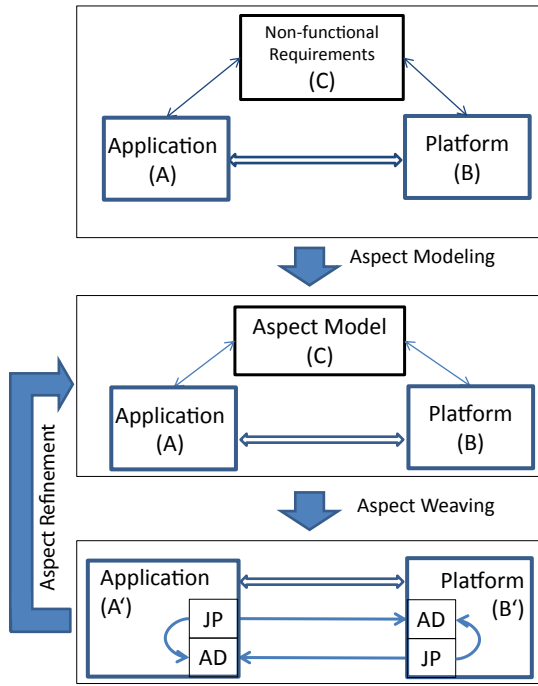 Non-functional
Requirements
(C)
Application
(A)
Platform
(B)
Aspect Modeling
Aspect Model
(C)
Application
(A)
Platform
(B)
Aspect Refinement
Aspect Weaving
Application
(A‘)
Platform
(B‘)
JP
AD
AD
JP